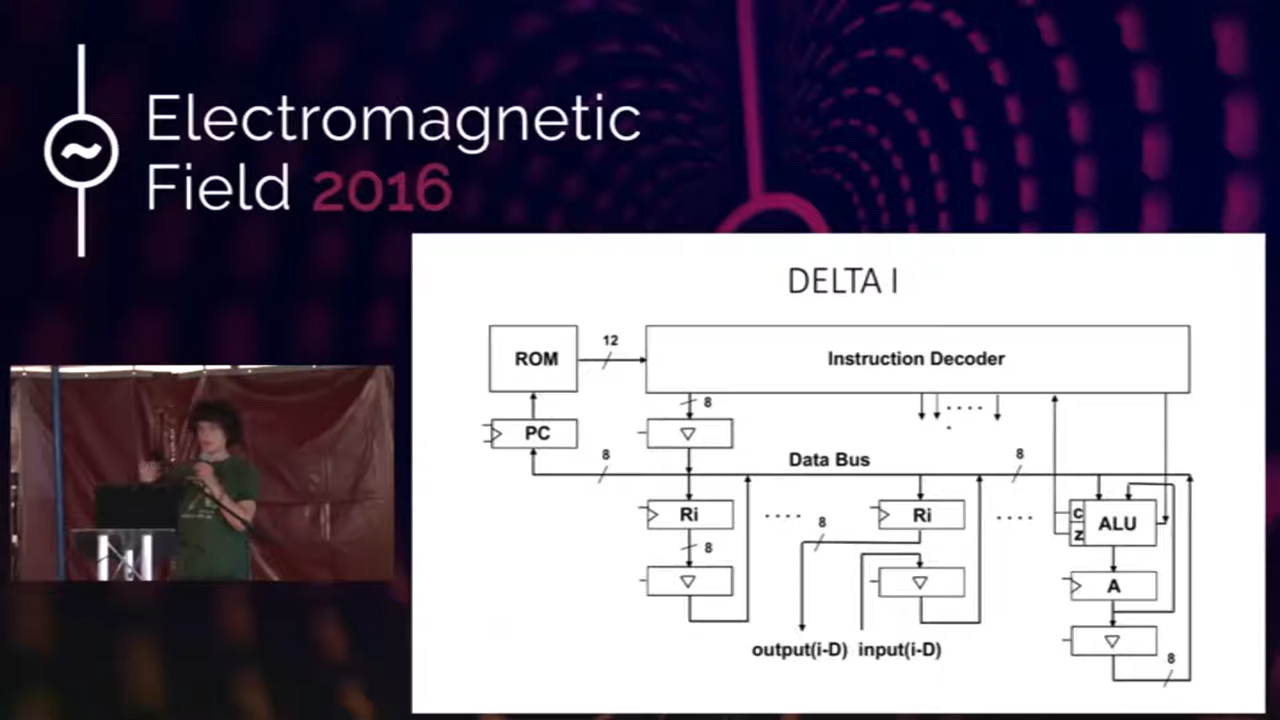 Electromagnetic
Field 2016
DELTA I
ROM
12
Instruction Decoder
8
PC
8
Data Bus
8
Ri
8
Ri
C
Z
ALU
8
A
output(i-D)
input(i-D)
8